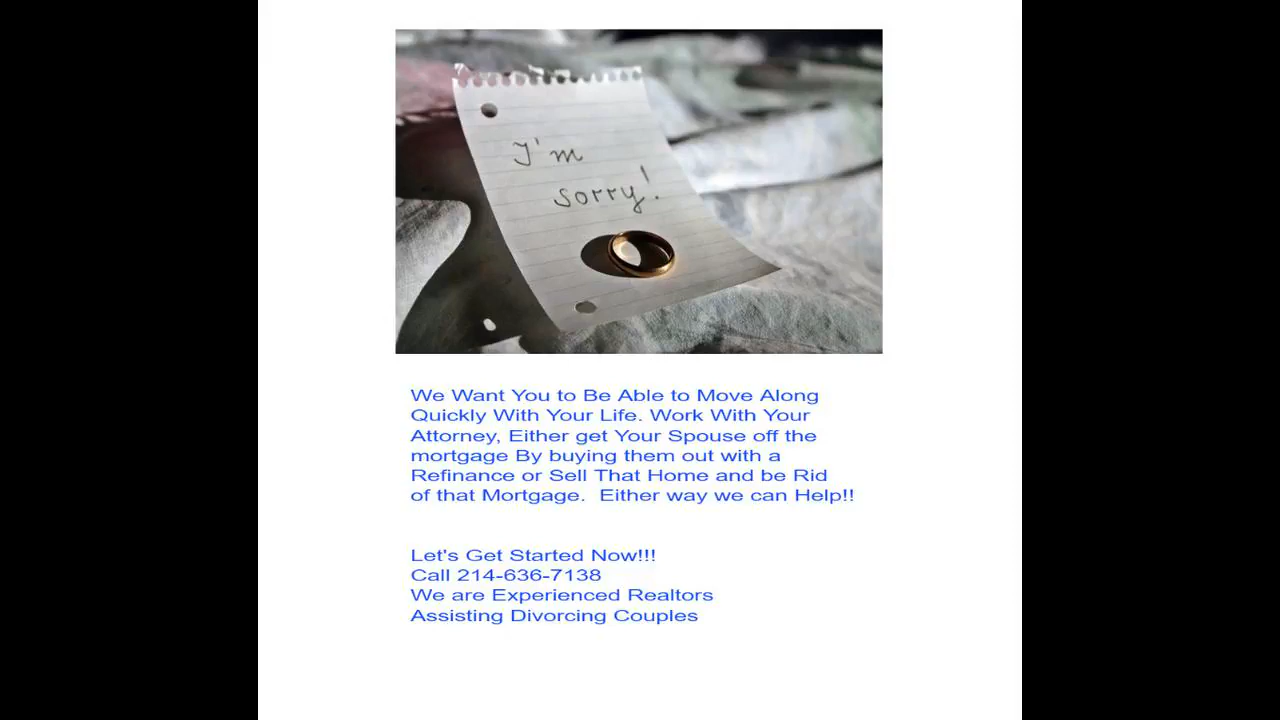 I'm
sorry!
We Want You to Be Able to Move Along
Quickly With Your Life. Work With Your
Attorney, Either get Your Spouse off the
mortgage By buying them out with a
Refinance or Sell That Home and be Rid
of that Mortgage.  Either way we can Help!!
Let's Get Started Now!!!
Call 214-636-7138
We are Experienced Realtors
Assisting Divorcing Couples